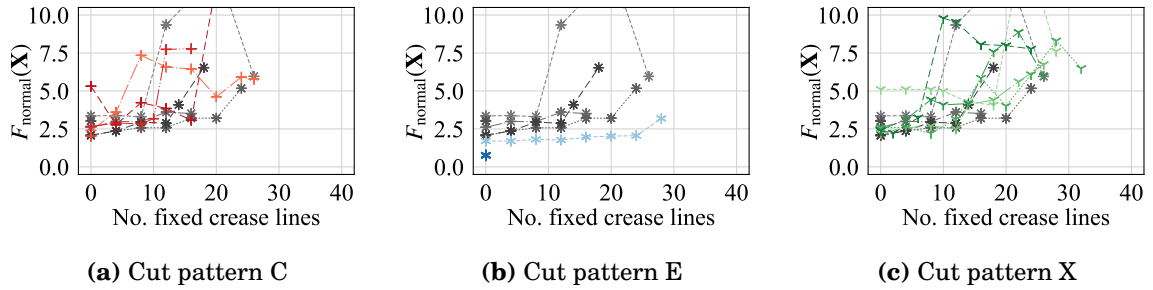 10.0
7.5
5.0
2.5
0.0
F_normal(X)
0 10 20 30 40
No. fixed crease lines
(a) Cut pattern C
10.0
7.5
5.0
2.5
0.0
F_normal(X)
0 10 20 30 40
No. fixed crease lines
(b) Cut pattern E
10.0
7.5
5.0
2.5
0.0
F_normal(X)
0 10 20 30 40
No. fixed crease lines
(c) Cut pattern X